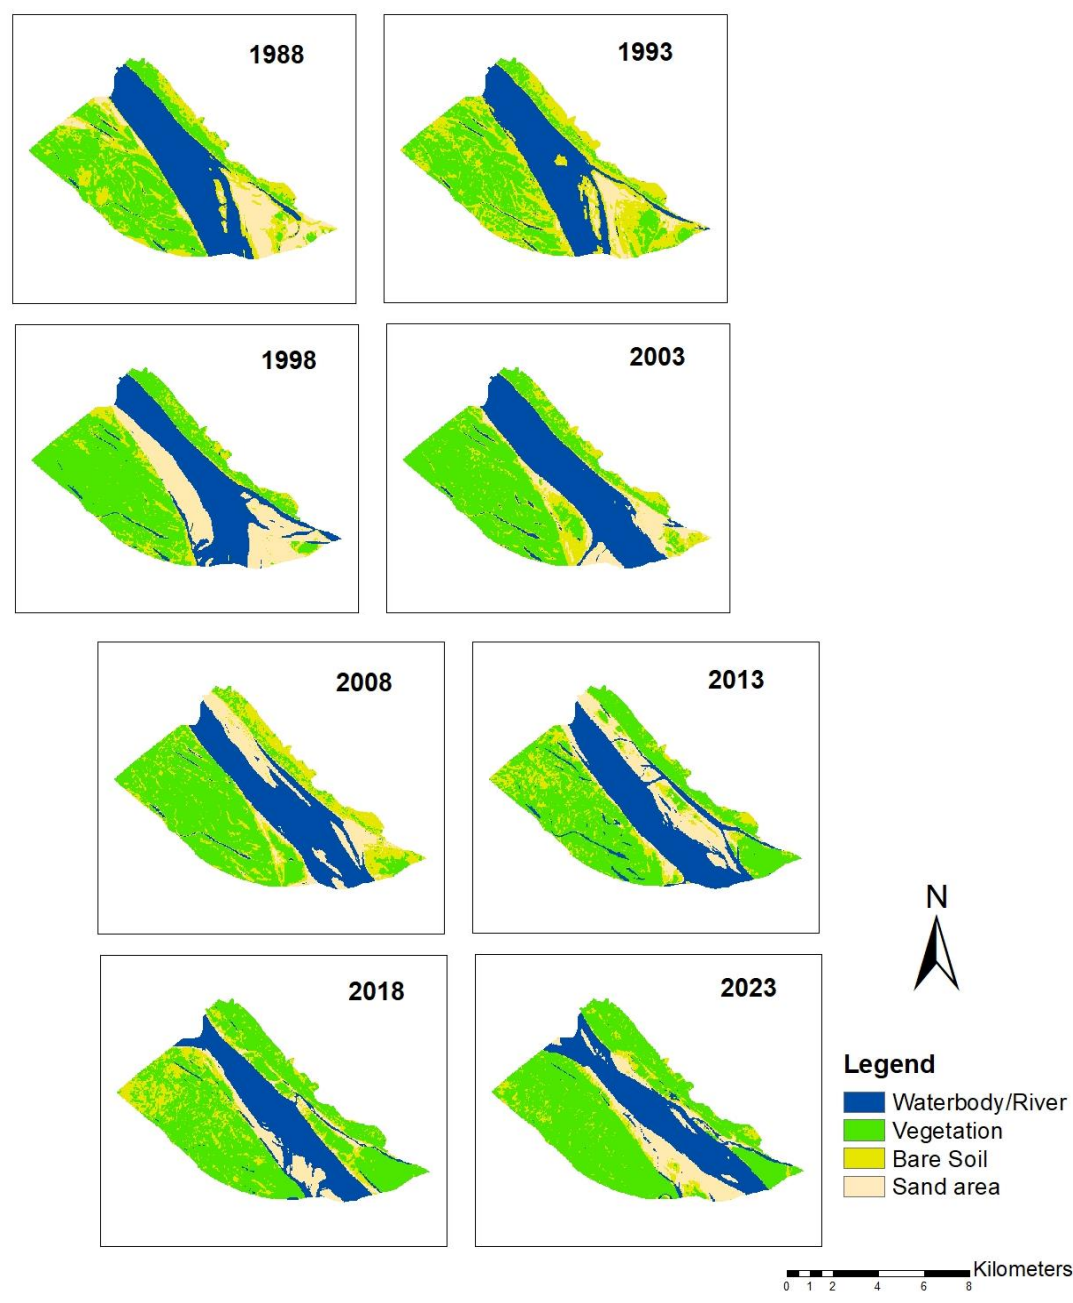 1988
1993
1998
2003
2008
2013
2018
2023
N
Legend
Waterbody/River
Vegetation
Bare Soil
Sand area
Kilometers
0 1 2 4 6 8